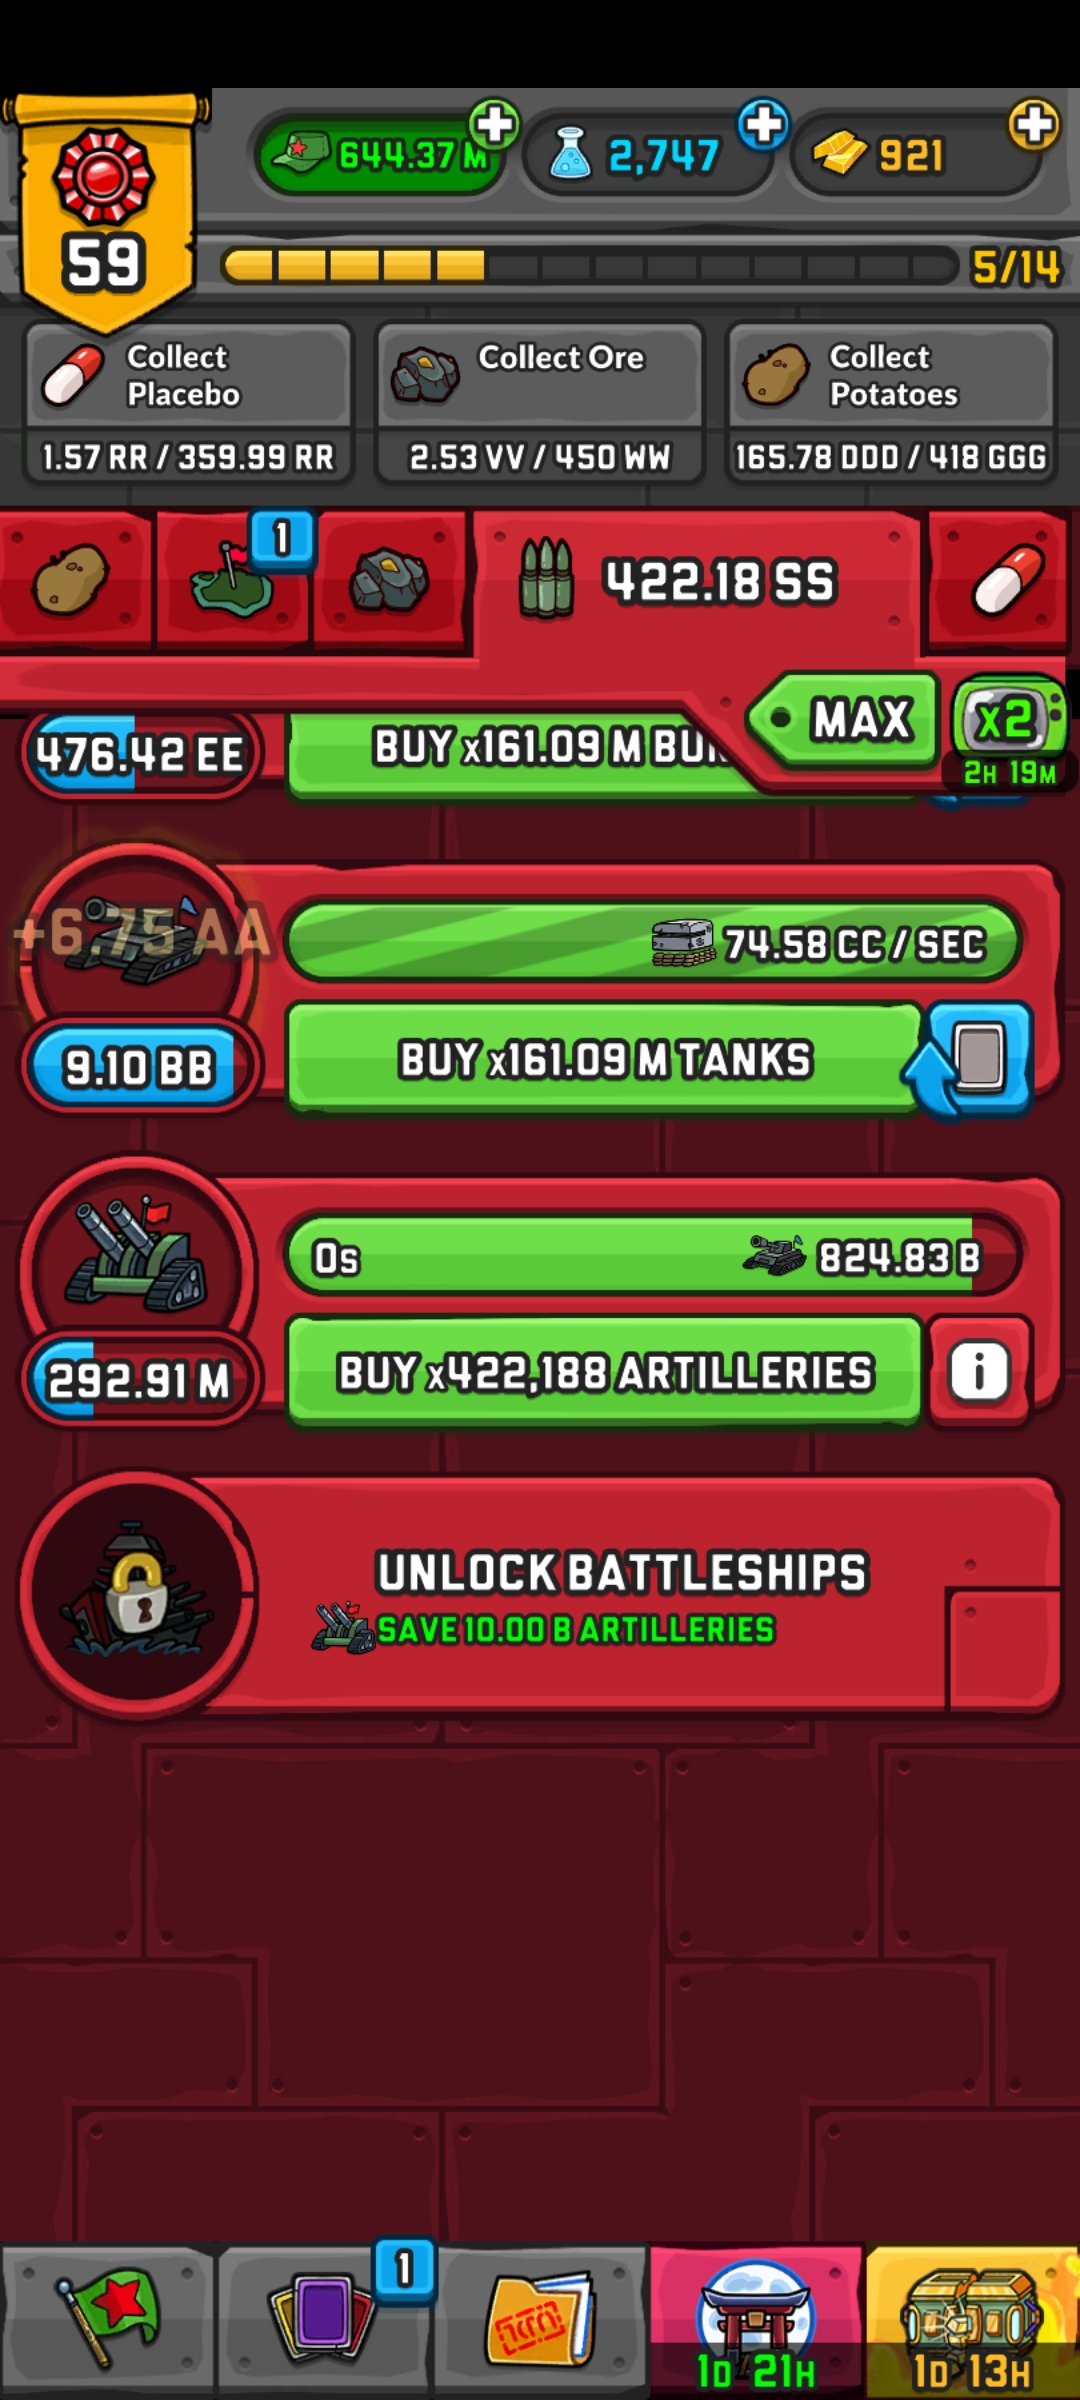 644.37 M
2,747
921
59
5/14
Collect
Placebo
1.57 RR / 359.99 RR
Collect Ore
2.53 VV / 450 WW
Collect
Potatoes
165.78 DDD / 418 GGG
1
422.18 SS
MAX
x2
2H 19M
476.42 EE
BUY x161.09 M
+6.75 AA
74.58 CC / SEC
9.10 BB
BUY x161.09 M TANKS
0s
824.83 B
292.91 M
BUY x422,188 ARTILLERIES
i
UNLOCK BATTLESHIPS
SAVE 10.00 B ARTILLERIES
1
1D 21H
1D 13H